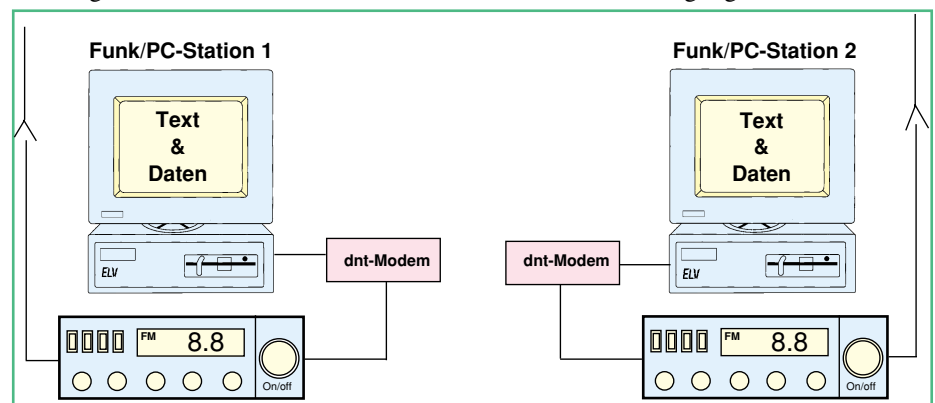 Funk/PC-Station 1
Text
&
Daten
ELV
dnt-Modem
FM 8.8
On/off
Funk/PC-Station 2
Text
&
Daten
dnt-Modem
ELV
FM 8.8
On/off